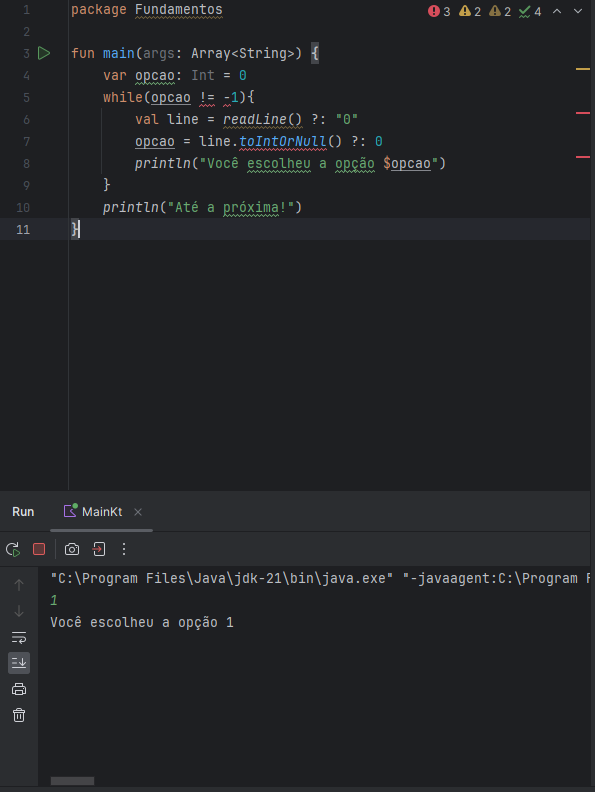 1 package Fundamentos
3 2 2 4
2
3 fun main(args: Array<String>) {
4 var opcao: Int = 0
5 while(opcao != -1){
6 val line = readLine() ?: "0"
7 opcao = line.toIntOrNull() ?: 0
8 println("Você escolheu a opção $opcao")
9 }
10 println("Até a próxima!")
11 }
Run MainKt ×
"C:\Program Files\Java\jdk-21\bin\java.exe" "-javaagent:C:\Program F
1
Você escolheu a opção 1